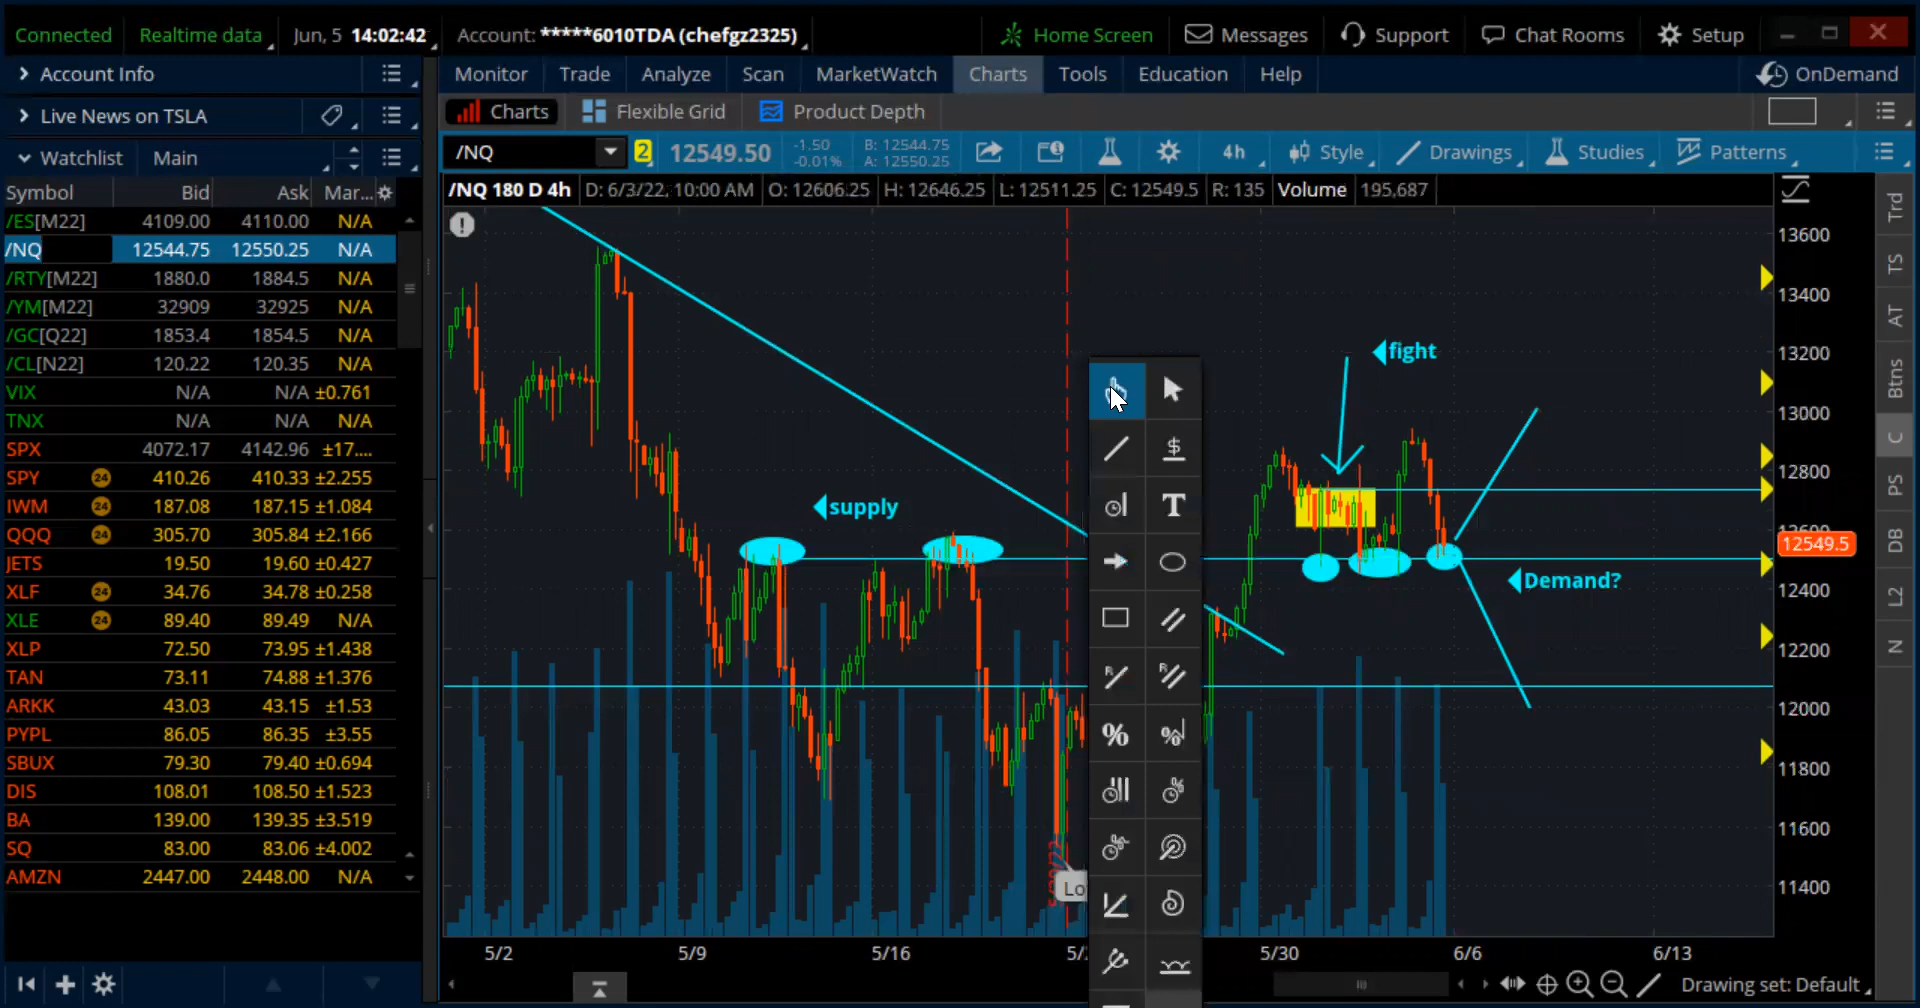 Connected Realtime data Jun, 5 14:02:42 Account: *****6010TDA (chefgz2325) Home Screen Messages Support Chat Rooms Setup
Account Info
Monitor Trade Analyze Scan MarketWatch Charts Tools Education Help OnDemand
Live News on TSLA
Charts Flexible Grid Product Depth
Watchlist Main
/NQ 2 12549.50 -1.50 -0.01% B: 12544.75 A: 12550.25 4h Style Drawings Studies Patterns
Symbol Bid Ask Mar...
/NQ 180 D 4h D: 6/3/22, 10:00 AM O: 12606.25 H: 12646.25 L: 12511.25 C: 12549.5 R: 135 Volume 195,687
/ES[M22] 4109.00 4110.00 N/A
/NQ 12544.75 12550.25 N/A
/RTY[M22] 1880.0 1884.5 N/A
/YM[M22] 32909 32925 N/A
/GC[Q22] 1853.4 1854.5 N/A
/CL[N22] 120.22 120.35 N/A
VIX N/A N/A ±0.761
TNX N/A N/A N/A
SPX 4072.17 4142.96 ±17....
SPY 24 410.26 410.33 ±2.255
IWM 24 187.08 187.15 ±1.084
QQQ 24 305.70 305.84 ±2.166
JETS 19.50 19.60 ±0.427
XLF 24 34.76 34.78 ±0.258
XLE 24 89.40 89.49 N/A
XLP 72.50 73.95 ±1.438
TAN 73.11 74.88 ±1.376
ARKK 43.03 43.15 ±1.53
PYPL 86.05 86.35 ±3.55
SBUX 79.30 79.40 ±0.694
DIS 108.01 108.50 ±1.523
BA 139.00 139.35 ±3.519
SQ 83.00 83.06 ±4.002
AMZN 2447.00 2448.00 N/A
fight
supply
Demand?
Lo
13600
13400
13200
13000
12800
12600
12549.5
12400
12200
12000
11800
11600
11400
5/2 5/9 5/16 5/30 6/6 6/13
Trd
TS
AT
Btns
C
PS
DB
L2
N
Drawing set: Default